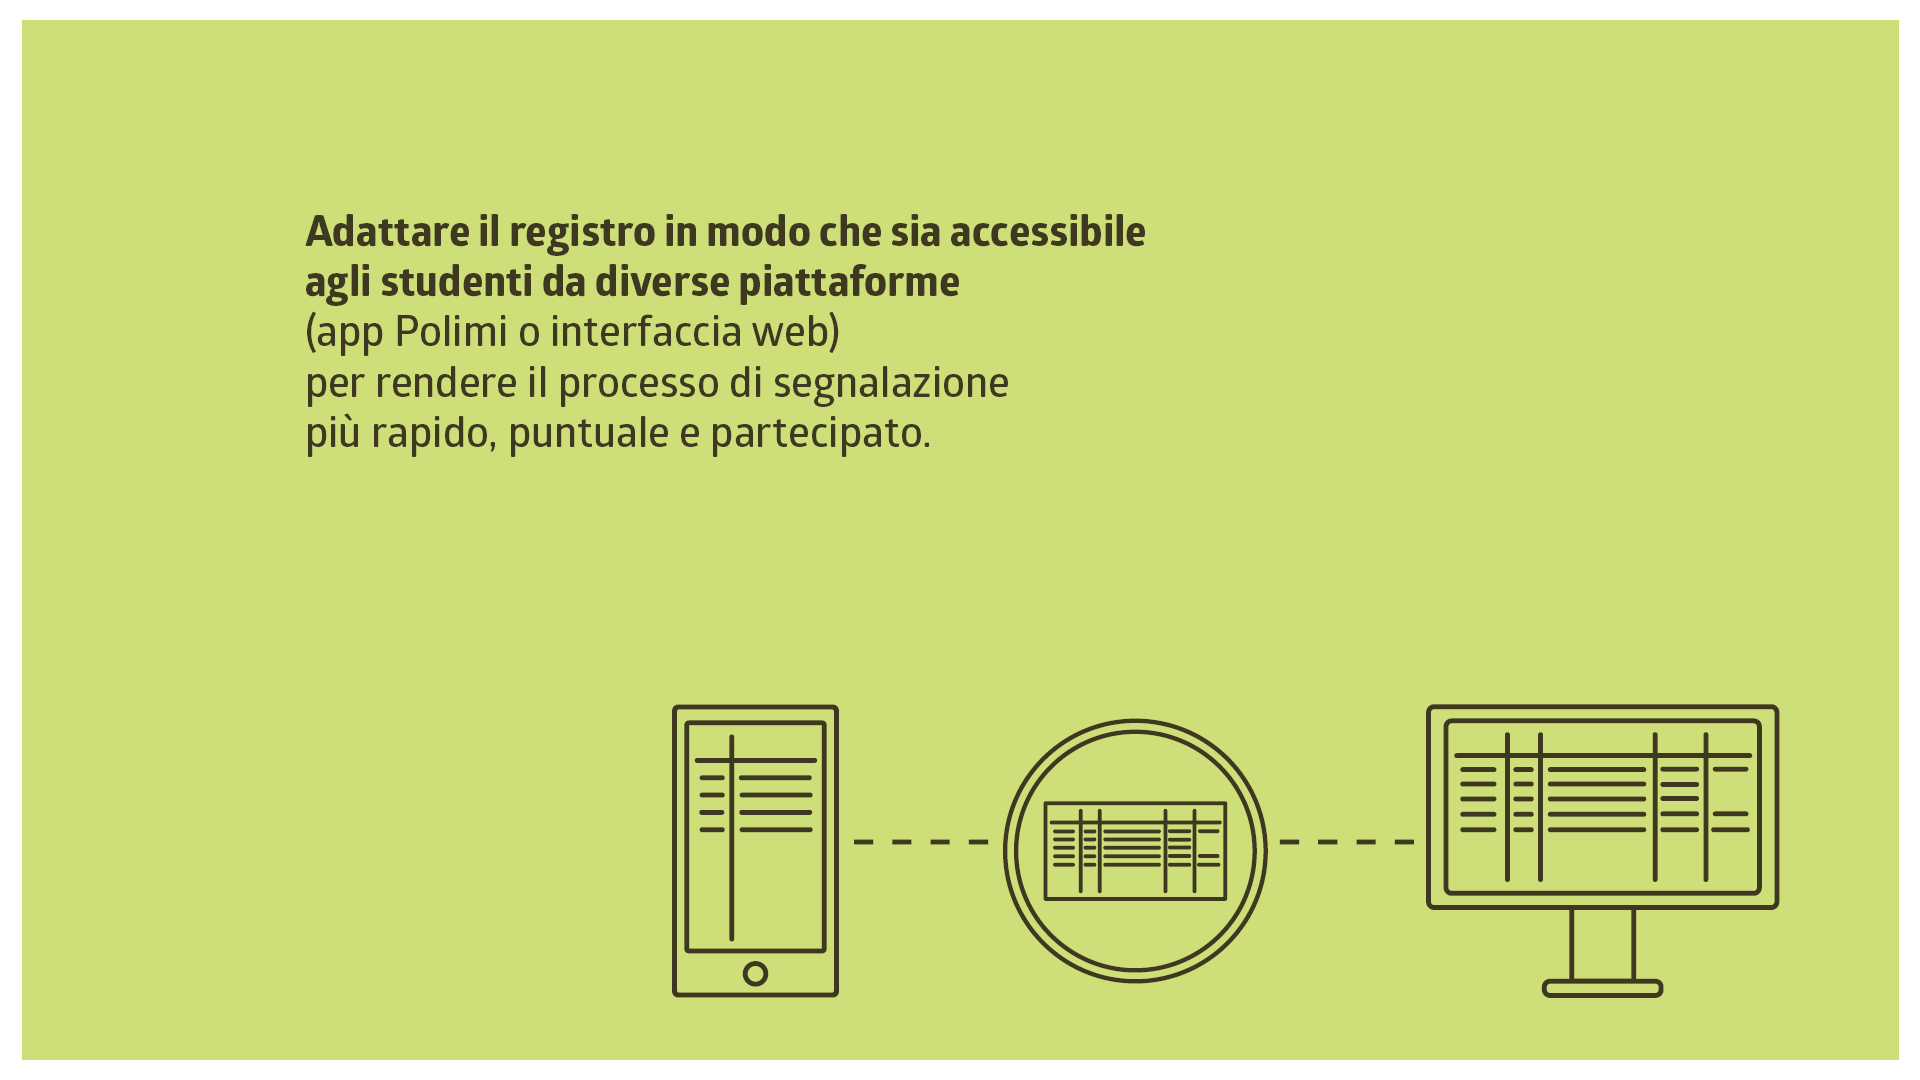 Adattare il registro in modo che sia accessibile
agli studenti da diverse piattaforme
(app Polimi o interfaccia web)
per rendere il processo di segnalazione
più rapido, puntuale e partecipato.